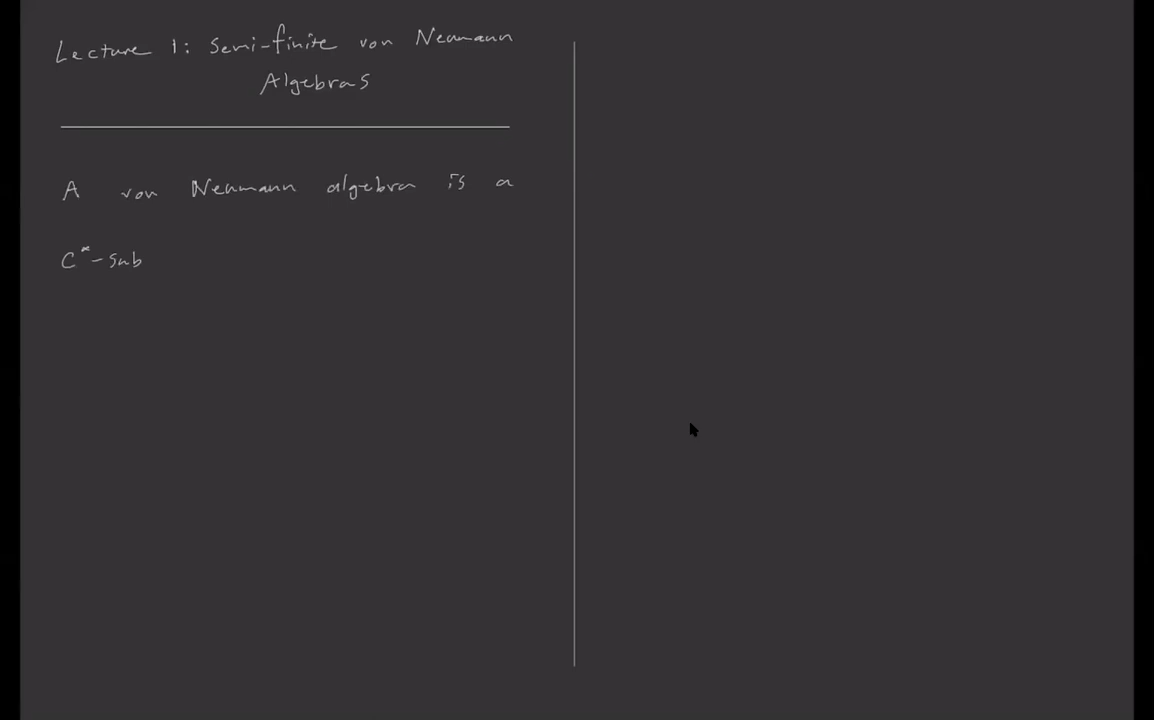 Lecture 1: Semi-finite von Neumann
Algebras
A von Neumann algebra is a
C*-sub